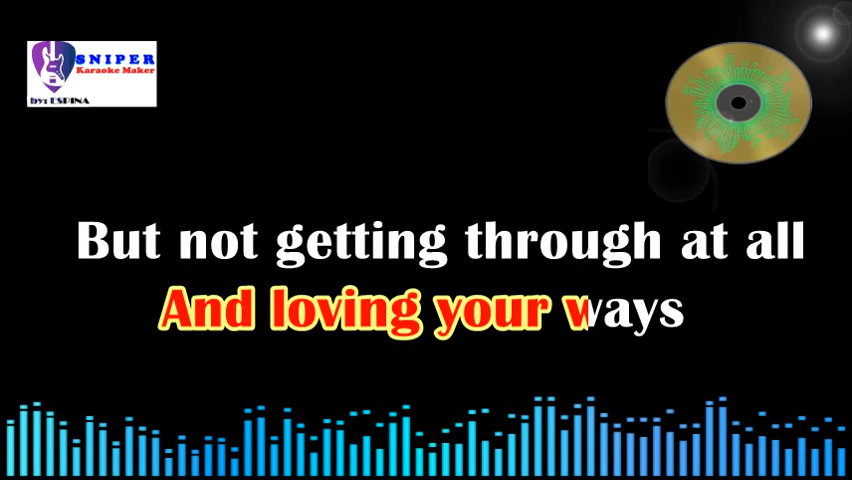 SNIPER
Karaoke Maker
by: ESPINA
But not getting through at all
And loving your ways